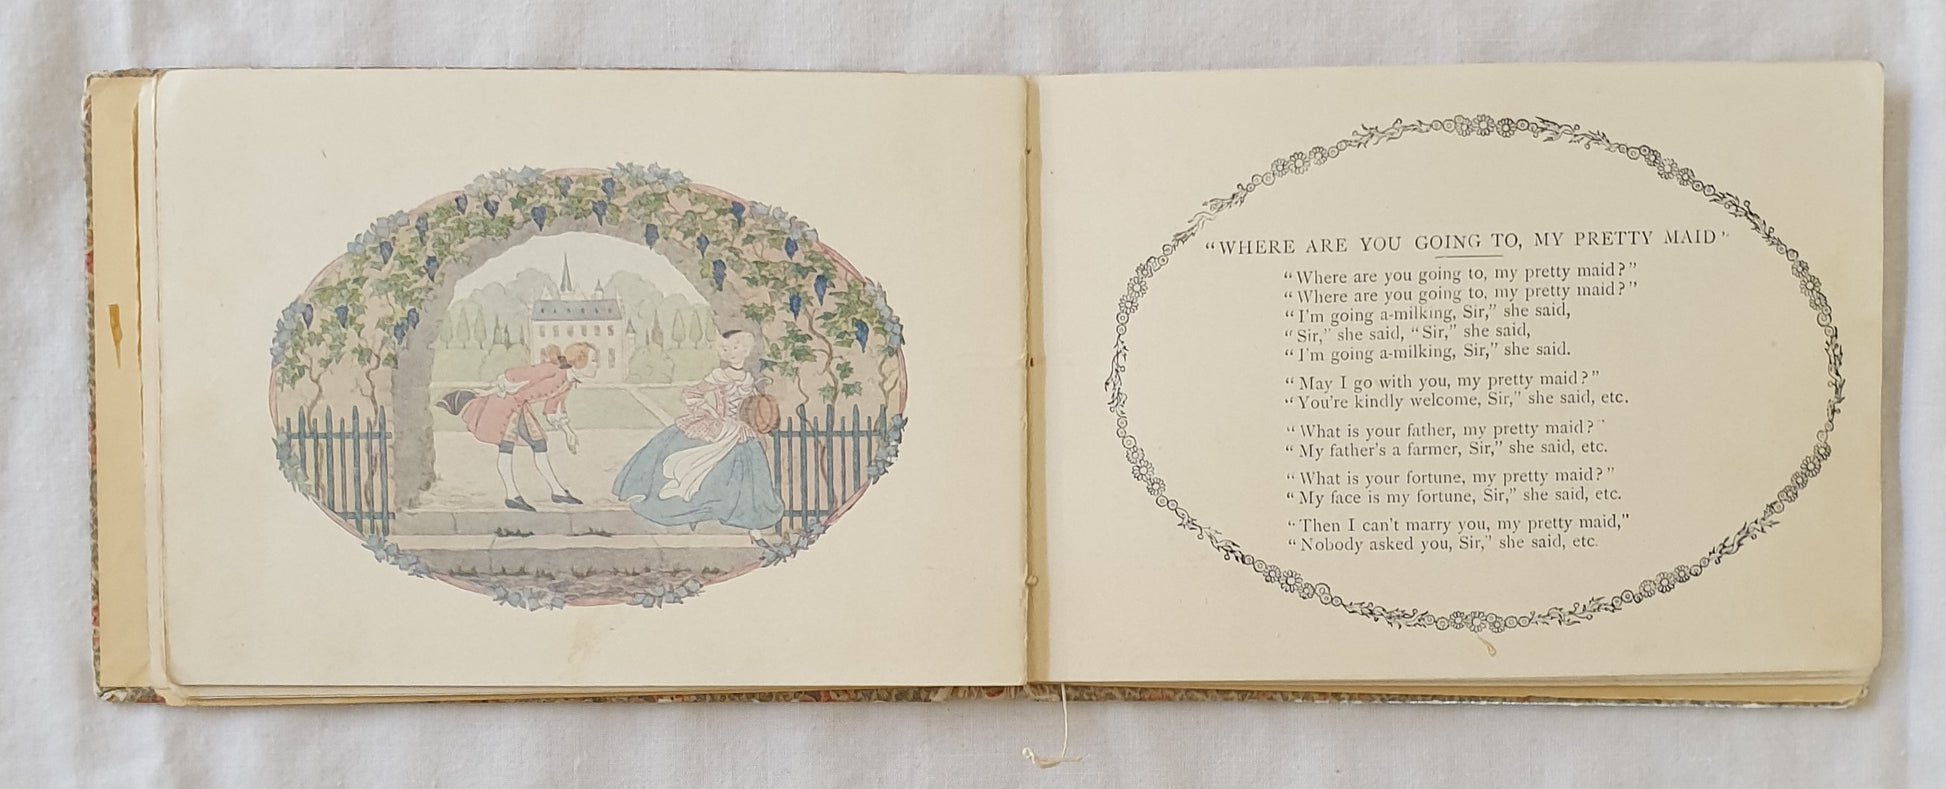 "WHERE ARE YOU GOING TO, MY PRETTY MAID"
"Where are you going to, my pretty maid?"
"Where are you going to, my pretty maid?"
"I'm going a-milking, Sir," she said,
"Sir," she said, "Sir," she said,
"I'm going a-milking, Sir," she said.
"May I go with you, my pretty maid?"
"You're kindly welcome, Sir," she said, etc.
"What is your father, my pretty maid?"
"My father's a farmer, Sir," she said, etc.
"What is your fortune, my pretty maid?"
"My face is my fortune, Sir," she said, etc.
"Then I can't marry you, my pretty maid,"
"Nobody asked you, Sir," she said, etc.